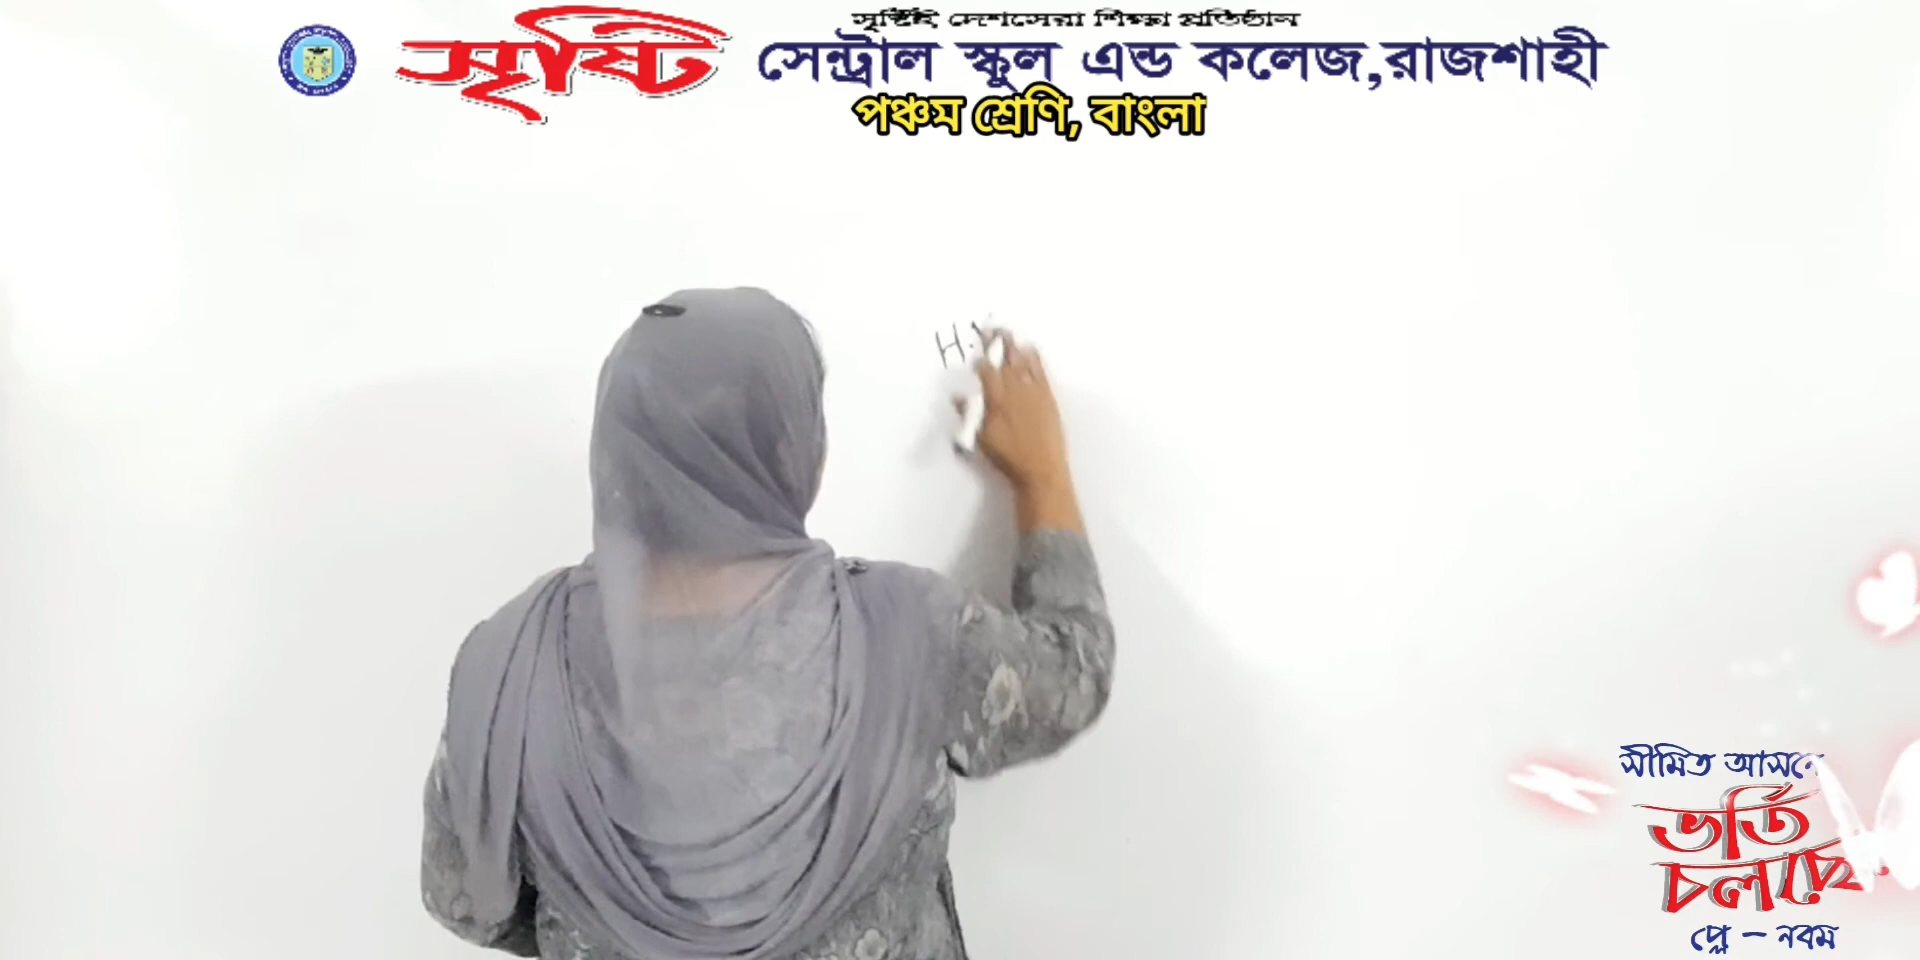 সৃষ্টিই দেশসেরা শিক্ষা প্রতিষ্ঠান
সৃষ্টি সেন্ট্রাল স্কুল এন্ড কলেজ,রাজশাহী
পঞ্চম শ্রেণি, বাংলা
H.
সীমিত আসনে
ভর্তি
চলছে
প্লে - নবম